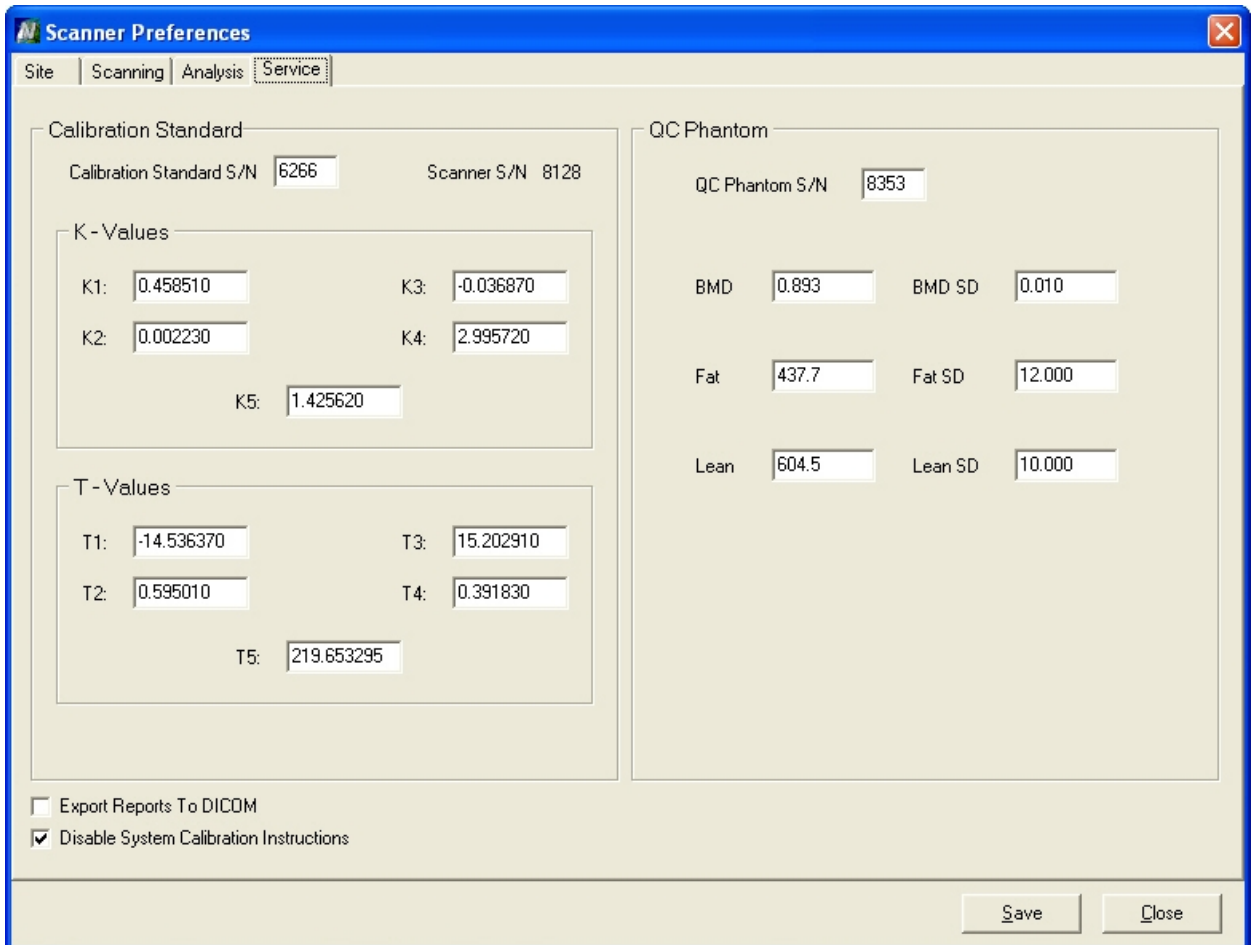 Scanner Preferences
Site Scanning Analysis Service
Calibration Standard
Calibration Standard S/N 6266 Scanner S/N 8128
K - Values
K1: 0.458510 K3: -0.036870
K2: 0.002230 K4: 2.995720
K5: 1.425620
T - Values
T1: -14.536370 T3: 15.202910
T2: 0.595010 T4: 0.391830
T5: 219.653295
QC Phantom
QC Phantom S/N 8353
BMD 0.893 BMD SD 0.010
Fat 437.7 Fat SD 12.000
Lean 604.5 Lean SD 10.000
Export Reports To DICOM
Disable System Calibration Instructions
Save Close